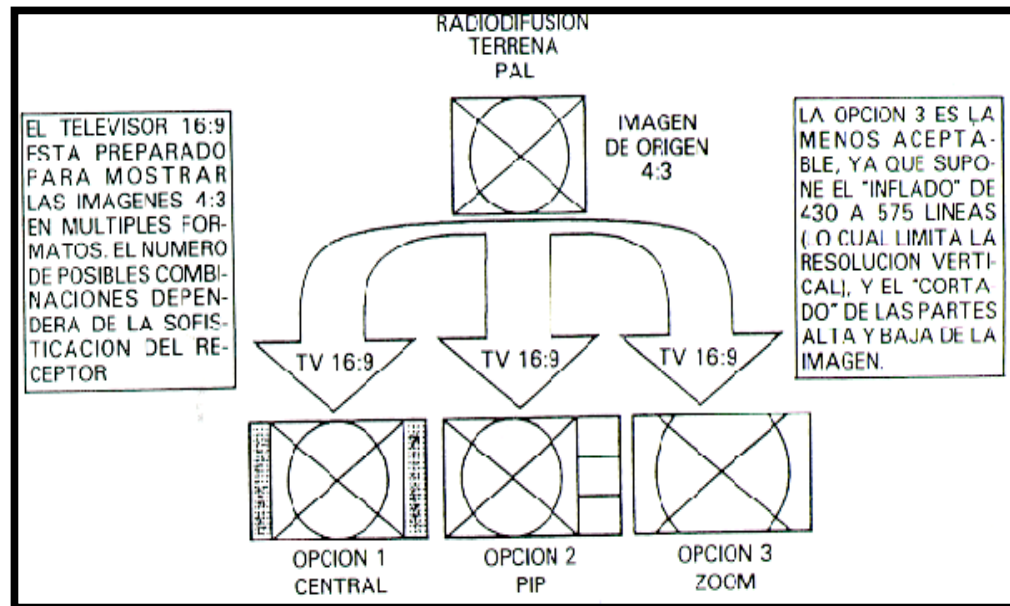 RADIODIFUSION
TERRENA
PAL
IMAGEN
DE ORIGEN
4:3
EL TELEVISOR 16:9
ESTA PREPARADO
PARA MOSTRAR
LAS IMAGENES 4:3
EN MULTIPLES FOR-
MATOS. EL NUMERO
DE POSIBLES COMBI-
NACIONES DEPEN-
DERA DE LA SOFIS-
TICACION DEL RE-
CEPTOR
LA OPCION 3 ES LA
MENOS ACEPTA-
BLE, YA QUE SUPO-
NE EL "INFLADO" DE
430 A 575 LINEAS
(LO CUAL LIMITA LA
RESOLUCION VERTI-
CAL), Y EL "CORTA-
DO" DE LAS PARTES
ALTA Y BAJA DE LA
IMAGEN.
TV 16:9
TV 16:9
TV 16:9
OPCION 1
CENTRAL
OPCION 2
PIP
OPCION 3
ZOOM